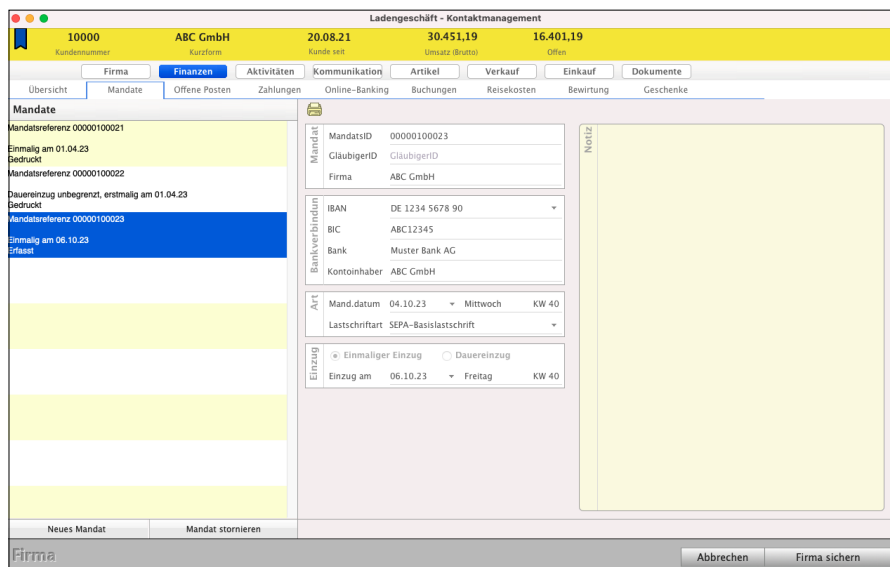 Ladengeschäft - Kontaktmanagement
10000 ABC GmbH 20.08.21 30.451,19 16.401,19
Kundennummer Kurzform Kunde seit Umsatz (Brutto) Offen
Firma Finanzen Aktivitäten Kommunikation Artikel Verkauf Einkauf Dokumente
Übersicht Mandate Offene Posten Zahlungen Online-Banking Buchungen Reisekosten Bewirtung Geschenke
Mandate
Mandatsreferenz 00000100021
Einmalig am 01.04.23
Gedruckt
Mandatsreferenz 00000100022
Dauereinzug unbegrenzt, erstmalig am 01.04.23
Gedruckt
Mandatsreferenz 00000100023
Einmalig am 06.10.23
Erfasst
Neues Mandat Mandat stornieren
Mandat
MandatsID 00000100023
GläubigerID GläubigerID
Firma ABC GmbH
Bankverbindun
IBAN DE 1234 5678 90
BIC ABC12345
Bank Muster Bank AG
Kontoinhaber ABC GmbH
Art
Mand.datum 04.10.23 Mittwoch KW 40
Lastschriftart SEPA-Basislastschrift
Einzug
Einmaliger Einzug Dauereinzug
Einzug am 06.10.23 Freitag KW 40
Notiz
Firma
Abbrechen Firma sichern